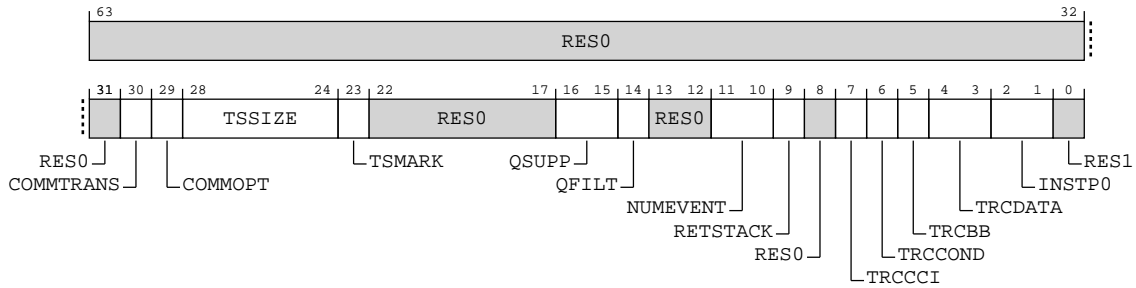 63 32
RES0
31 30 29 28 24 23 22 17 16 15 14 13 12 11 10 9 8 7 6 5 4 3 2 1 0
TSSIZE RES0 RES0
RES0 TSMARK QSUPP RES1
COMMTRANS COMMOPT QFILT INSTP0
NUMEVENT TRCDATA
RETSTACK TRCBB
RES0 TRCCOND
TRCCCI